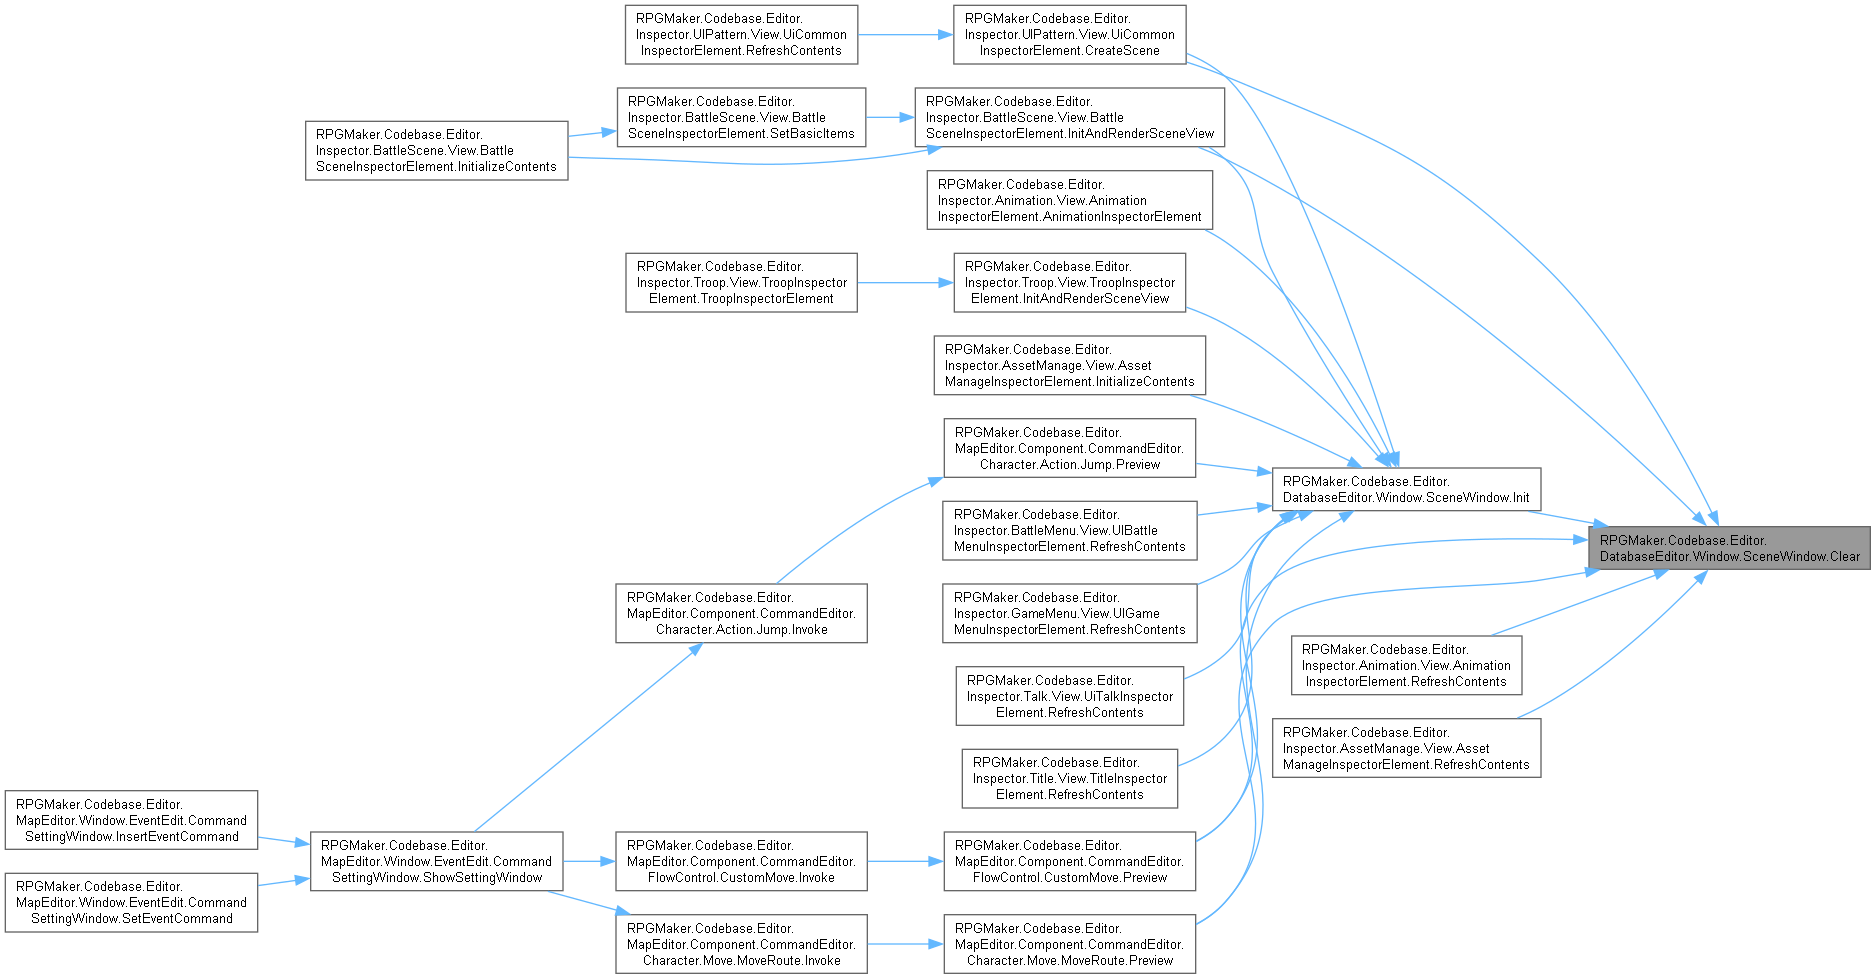 RPGMaker.Codebase.Editor.
Inspector.UIPattern.View.UiCommon
InspectorElement.RefreshContents
RPGMaker.Codebase.Editor.
Inspector.UIPattern.View.UiCommon
InspectorElement.CreateScene
RPGMaker.Codebase.Editor.
Inspector.BattleScene.View.Battle
SceneInspectorElement.InitializeContents
RPGMaker.Codebase.Editor.
Inspector.BattleScene.View.Battle
SceneInspectorElement.SetBasicItems
RPGMaker.Codebase.Editor.
Inspector.BattleScene.View.Battle
SceneInspectorElement.InitAndRenderSceneView
RPGMaker.Codebase.Editor.
Inspector.Animation.View.Animation
InspectorElement.AnimationInspectorElement
RPGMaker.Codebase.Editor.
Inspector.Troop.View.TroopInspector
Element.TroopInspectorElement
RPGMaker.Codebase.Editor.
Inspector.Troop.View.TroopInspector
Element.InitAndRenderSceneView
RPGMaker.Codebase.Editor.
Inspector.AssetManage.View.Asset
ManageInspectorElement.InitializeContents
RPGMaker.Codebase.Editor.
MapEditor.Component.CommandEditor.
Character.Action.Jump.Preview
RPGMaker.Codebase.Editor.
DatabaseEditor.Window.SceneWindow.Init
RPGMaker.Codebase.Editor.
Inspector.BattleMenu.View.UIBattle
MenuInspectorElement.RefreshContents
RPGMaker.Codebase.Editor.
DatabaseEditor.Window.SceneWindow.Clear
RPGMaker.Codebase.Editor.
MapEditor.Component.CommandEditor.
Character.Action.Jump.Invoke
RPGMaker.Codebase.Editor.
Inspector.GameMenu.View.UIGame
MenuInspectorElement.RefreshContents
RPGMaker.Codebase.Editor.
Inspector.Animation.View.Animation
InspectorElement.RefreshContents
RPGMaker.Codebase.Editor.
Inspector.Talk.View.UiTalkInspector
Element.RefreshContents
RPGMaker.Codebase.Editor.
Inspector.AssetManage.View.Asset
ManageInspectorElement.RefreshContents
RPGMaker.Codebase.Editor.
Inspector.Title.View.TitleInspector
Element.RefreshContents
RPGMaker.Codebase.Editor.
MapEditor.Window.EventEdit.Command
SettingWindow.InsertEventCommand
RPGMaker.Codebase.Editor.
MapEditor.Window.EventEdit.Command
SettingWindow.ShowSettingWindow
RPGMaker.Codebase.Editor.
MapEditor.Component.CommandEditor.
FlowControl.CustomMove.Invoke
RPGMaker.Codebase.Editor.
MapEditor.Component.CommandEditor.
FlowControl.CustomMove.Preview
RPGMaker.Codebase.Editor.
MapEditor.Window.EventEdit.Command
SettingWindow.SetEventCommand
RPGMaker.Codebase.Editor.
MapEditor.Component.CommandEditor.
Character.Move.MoveRoute.Invoke
RPGMaker.Codebase.Editor.
MapEditor.Component.CommandEditor.
Character.Move.MoveRoute.Preview